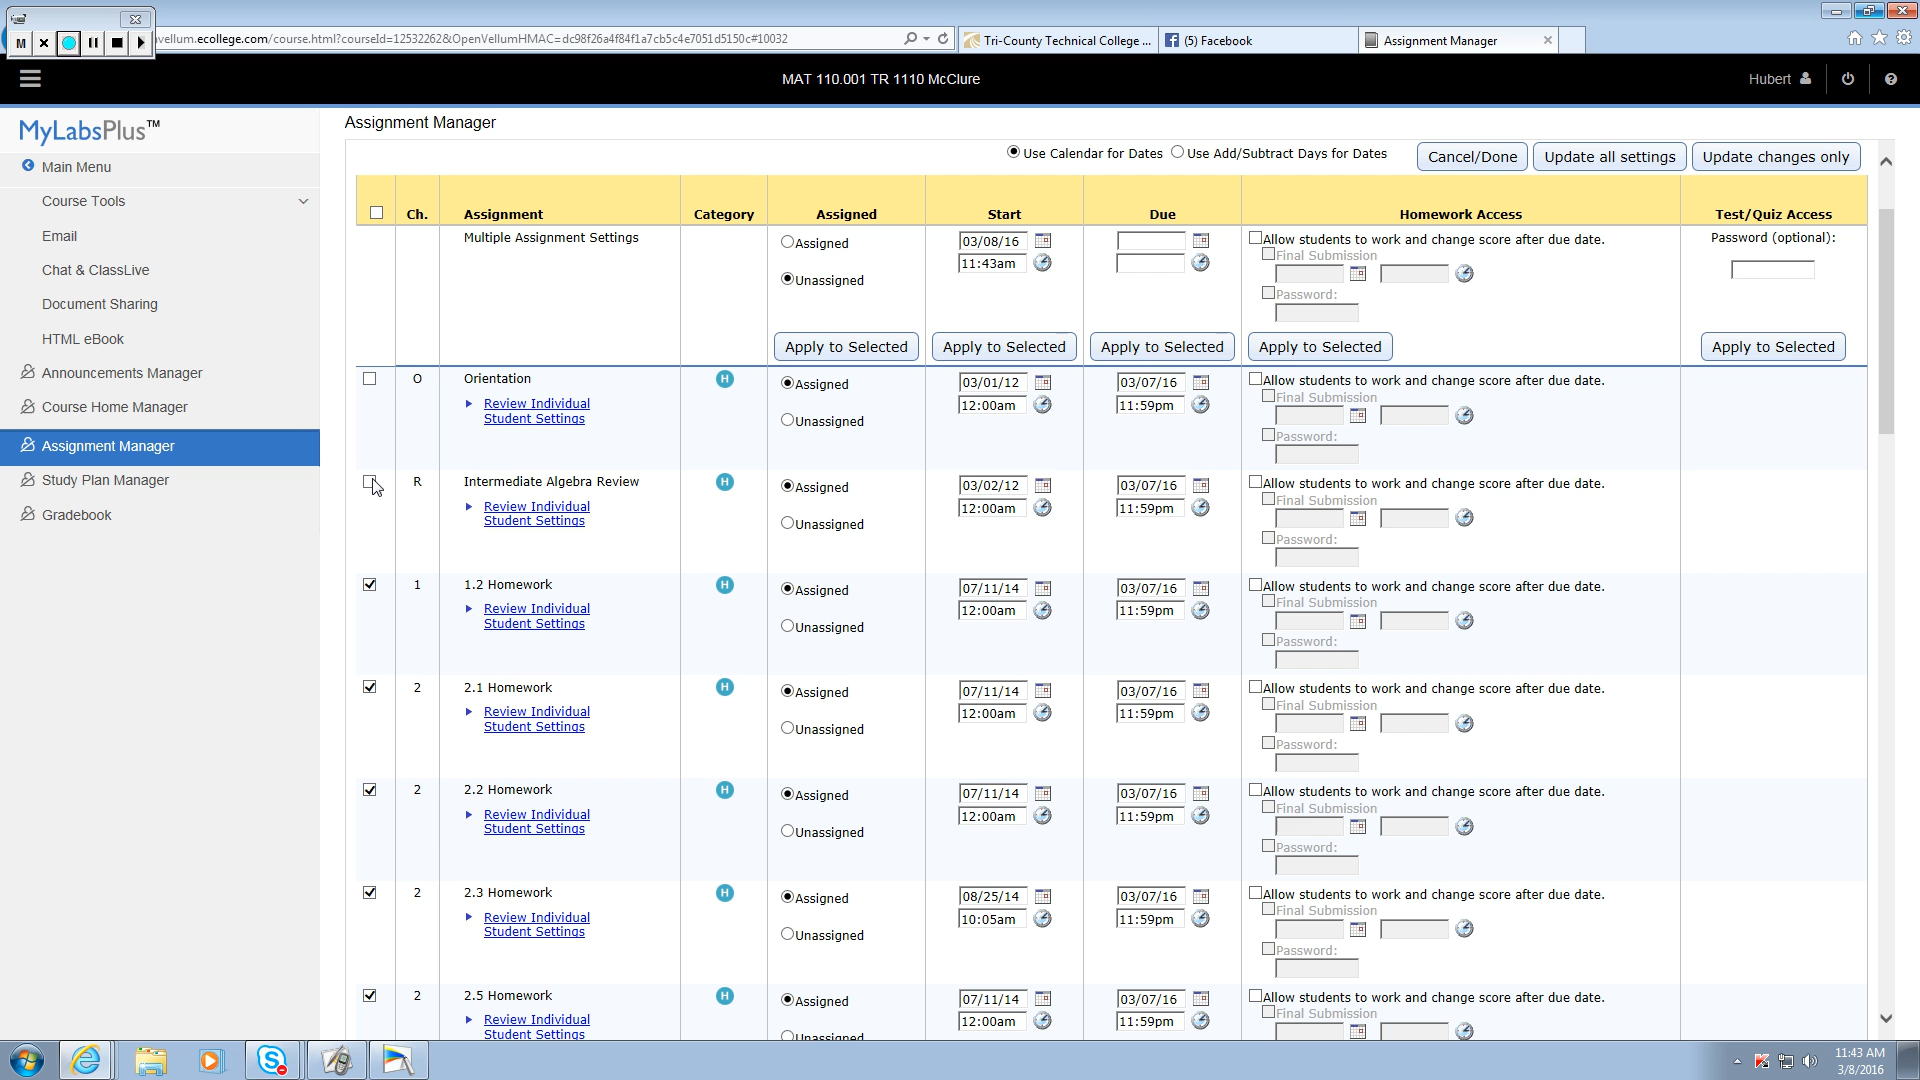 M
avellum.ecollege.com/course.html?courseId=12532262&OpenVellumHMAC=dc98f26a4f84f1a7cb5c4e7051d5150c#10032
Tri-County Technical College ...
(5) Facebook
Assignment Manager
MAT 110.001 TR 1110 McClure
Hubert
MyLabsPlus™
Main Menu
Course Tools
Email
Chat & ClassLive
Document Sharing
HTML eBook
Announcements Manager
Course Home Manager
Assignment Manager
Study Plan Manager
Gradebook
Assignment Manager
Use Calendar for Dates Use Add/Subtract Days for Dates Cancel/Done Update all settings Update changes only
Ch. Assignment Category Assigned Start Due Homework Access Test/Quiz Access
Multiple Assignment Settings Assigned 03/08/16 Allow students to work and change score after due date. Password (optional):
Final Submission
11:43am
Unassigned
Password:
Apply to Selected Apply to Selected Apply to Selected Apply to Selected Apply to Selected
O Orientation H Assigned 03/01/12 03/07/16 Allow students to work and change score after due date.
Review Individual 12:00am 11:59pm Final Submission
Student Settings Unassigned
Password:
R Intermediate Algebra Review H Assigned 03/02/12 03/07/16 Allow students to work and change score after due date.
Review Individual 12:00am 11:59pm Final Submission
Student Settings Unassigned
Password:
1 1.2 Homework H Assigned 07/11/14 03/07/16 Allow students to work and change score after due date.
Review Individual 12:00am 11:59pm Final Submission
Student Settings Unassigned
Password:
2 2.1 Homework H Assigned 07/11/14 03/07/16 Allow students to work and change score after due date.
Review Individual 12:00am 11:59pm Final Submission
Student Settings Unassigned
Password:
2 2.2 Homework H Assigned 07/11/14 03/07/16 Allow students to work and change score after due date.
Review Individual 12:00am 11:59pm Final Submission
Student Settings Unassigned
Password:
2 2.3 Homework H Assigned 08/25/14 03/07/16 Allow students to work and change score after due date.
Review Individual 10:05am 11:59pm Final Submission
Student Settings Unassigned
Password:
2 2.5 Homework H Assigned 07/11/14 03/07/16 Allow students to work and change score after due date.
Review Individual 12:00am 11:59pm Final Submission
Student Settings Unassigned
11:43 AM
3/8/2016